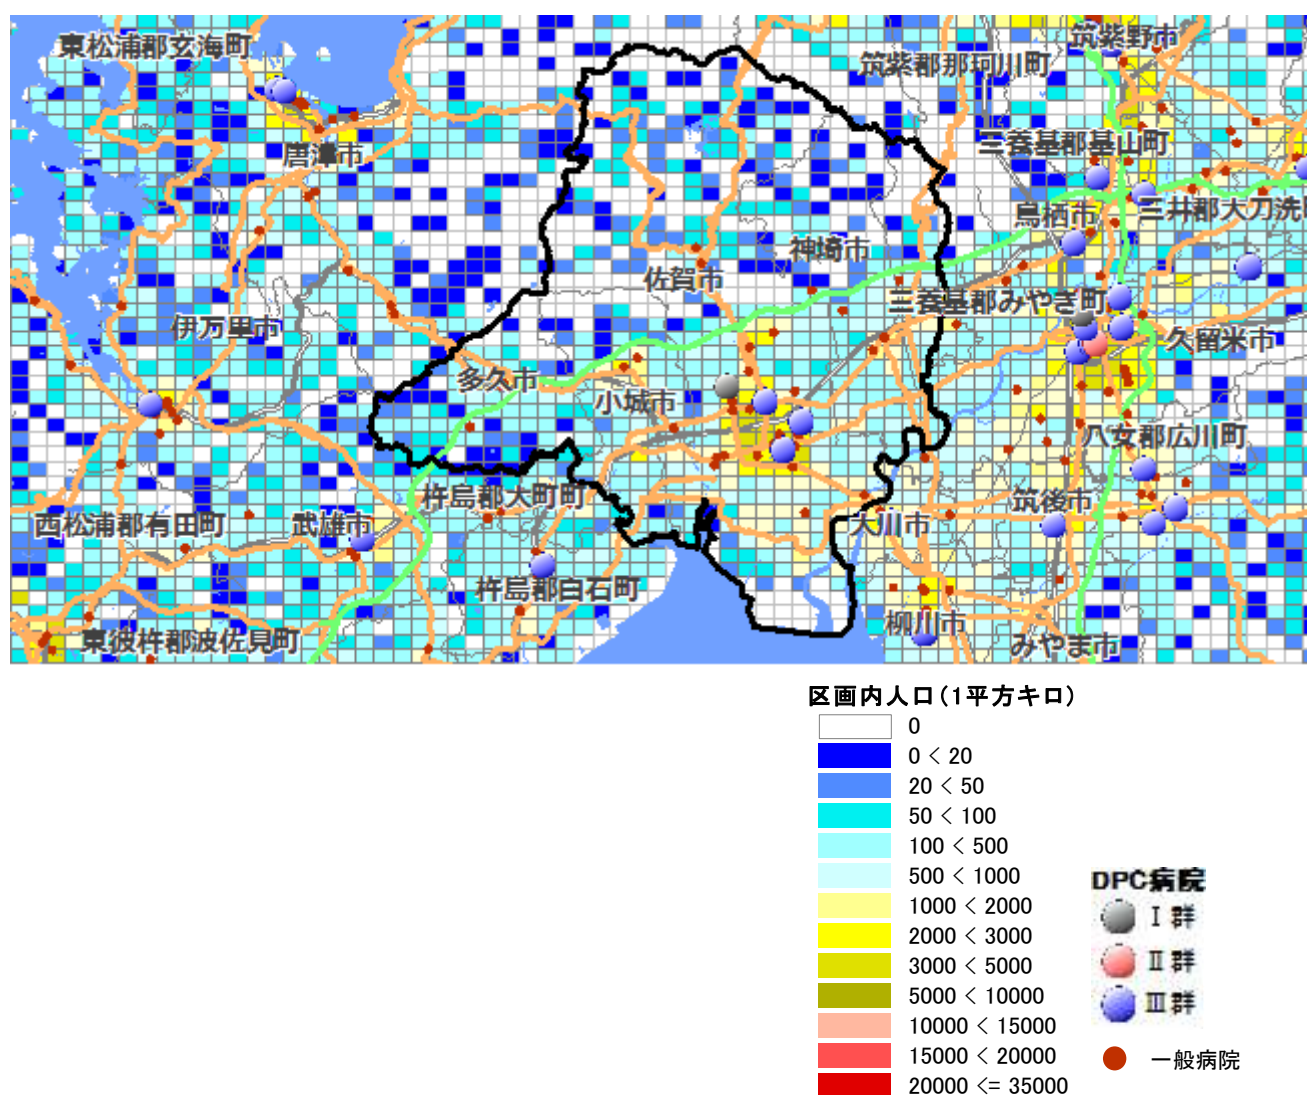 東松浦郡玄海町
筑紫野市
筑紫郡那珂川町
三養基郡基山町
唐津市
鳥栖市
三井郡大刀洗町
神埼市
佐賀市
三養基郡みやき町
伊万里市
久留米市
多久市
小城市
八女郡広川町
杵島郡大町町
筑後市
西松浦郡有田町
武雄市
大川市
杵島郡白石町
柳川市
東彼杵郡波佐見町
みやま市
区画内人口(1平方キロ)
0
0 < 20
20 < 50
50 < 100
100 < 500
500 < 1000
1000 < 2000
2000 < 3000
3000 < 5000
5000 < 10000
10000 < 15000
15000 < 20000
20000 <= 35000
DPC病院
Ⅰ群
Ⅱ群
Ⅲ群
一般病院